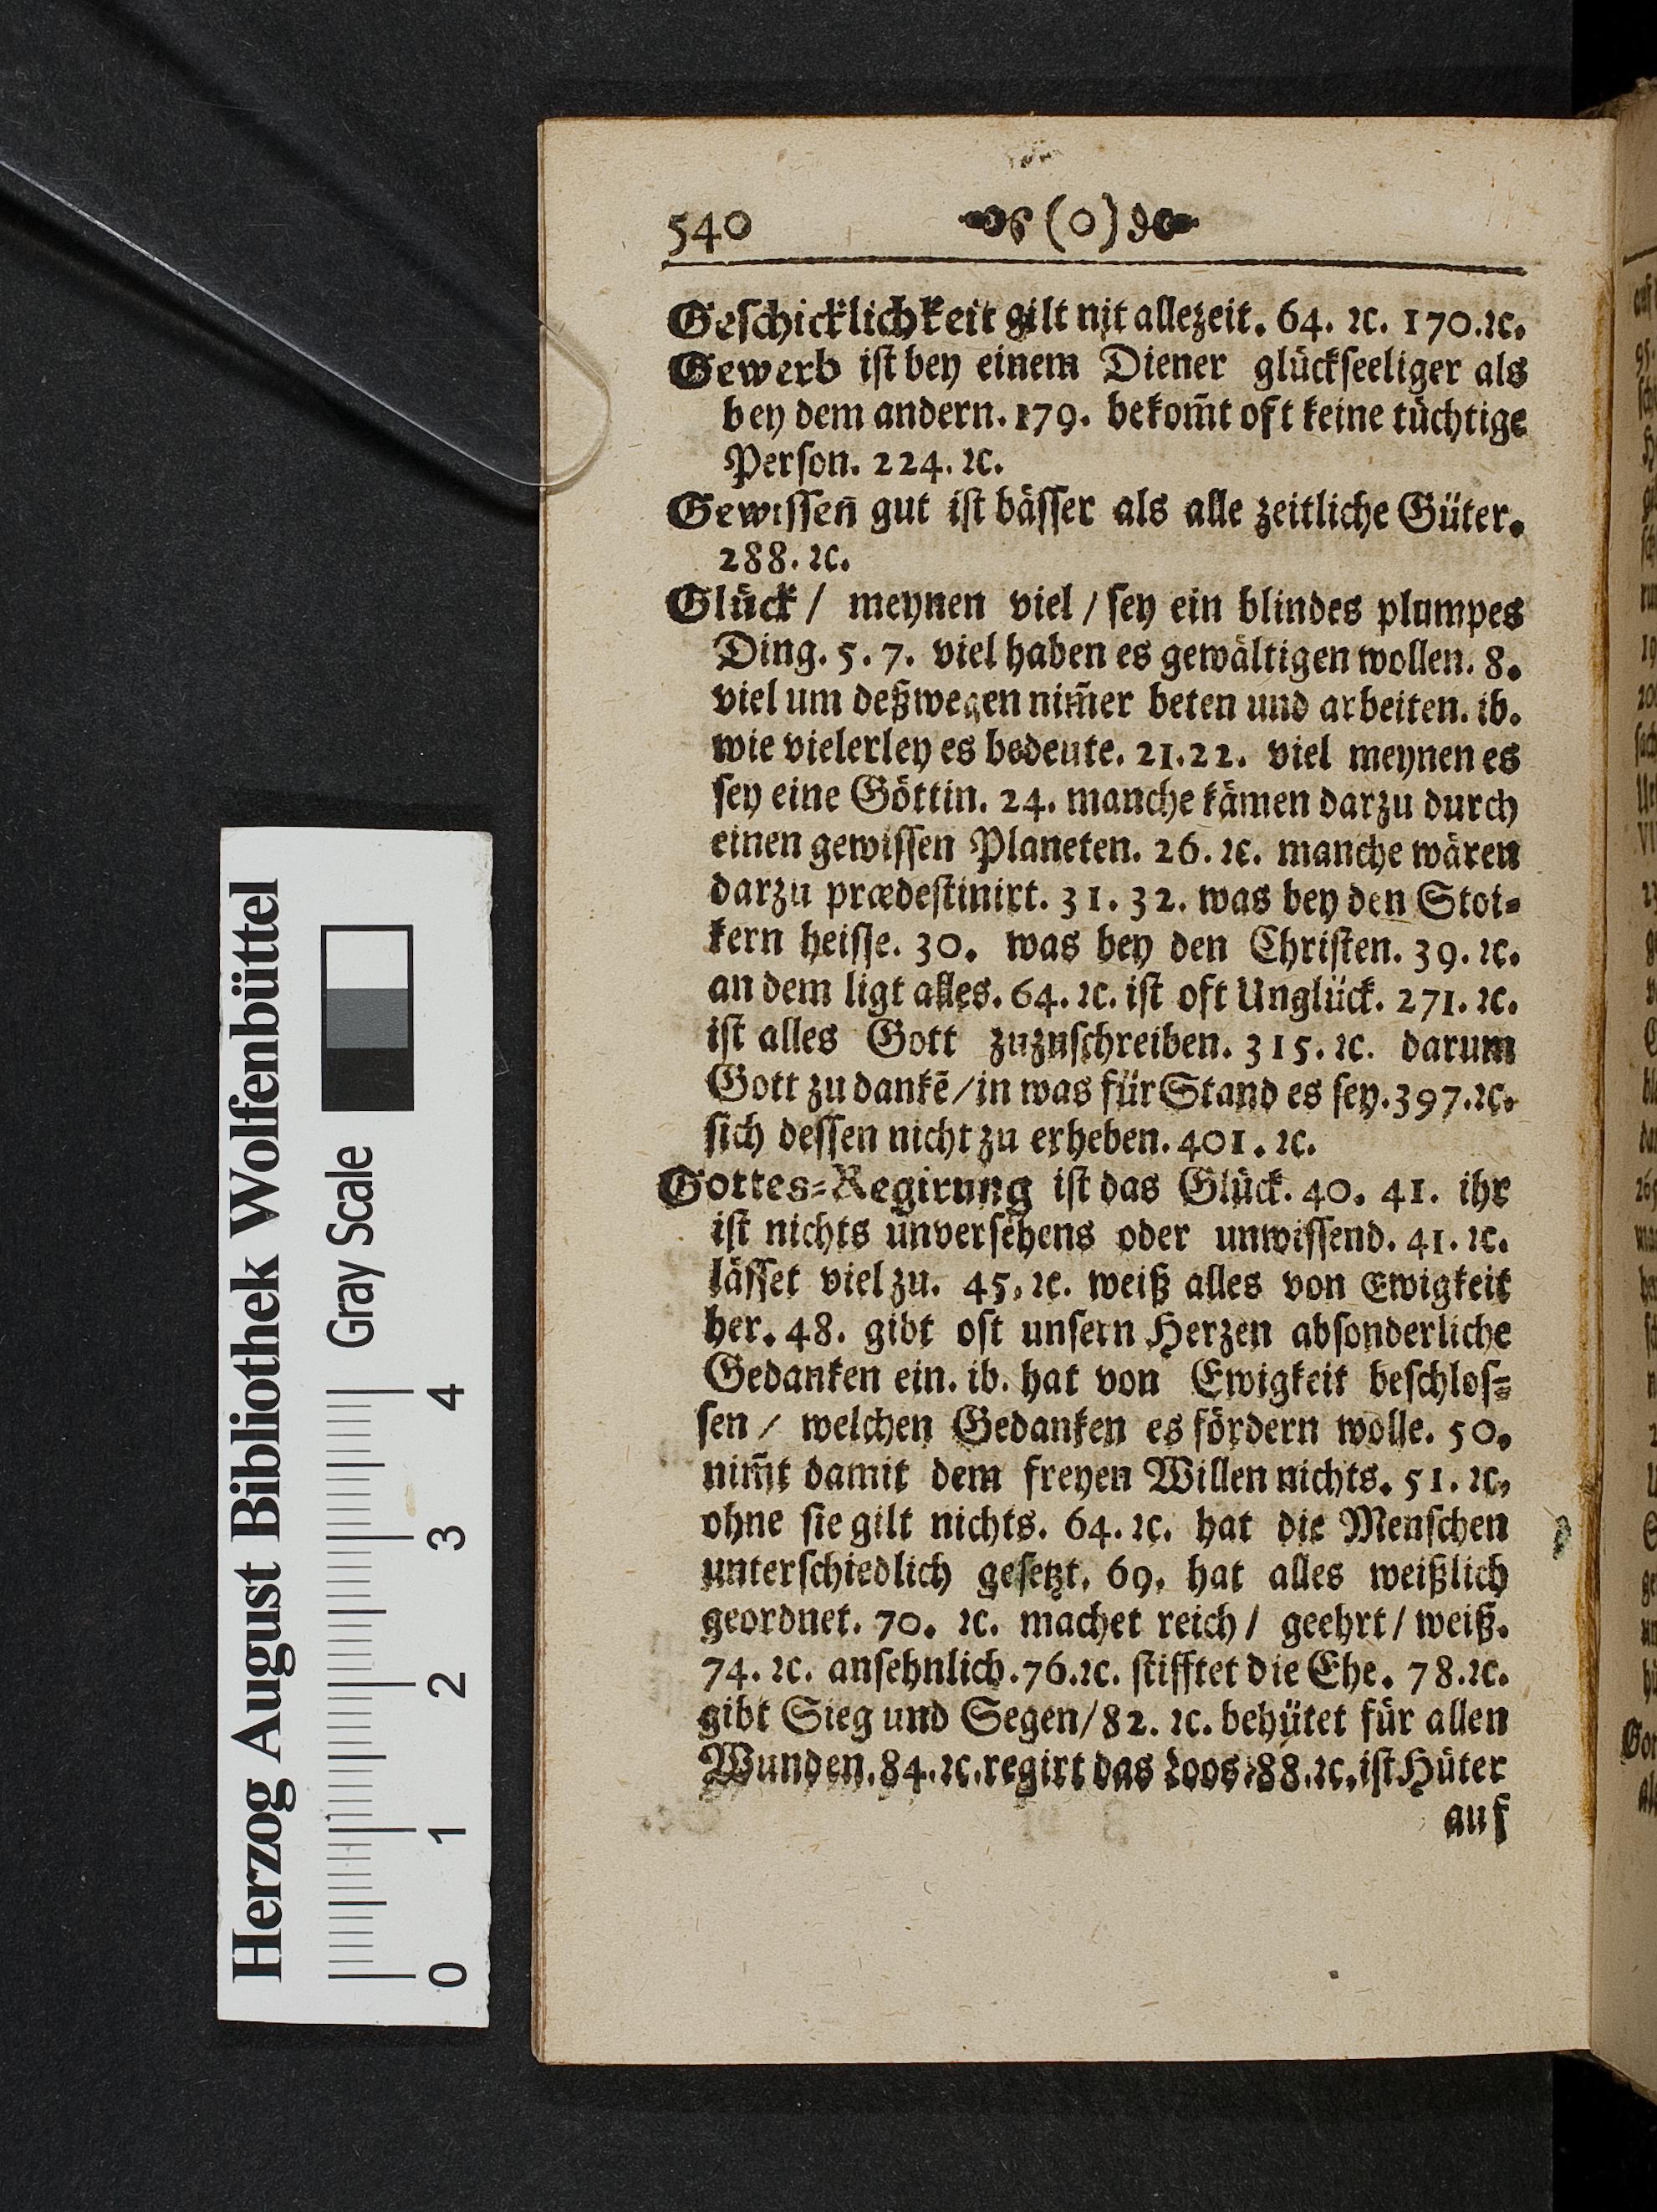 540 (o)
Geschicklichkeit gilt nit allezeit. 64. ꝛc. 170.ꝛc.
Gewerb ist bey einem Diener glückseeliger als
bey dem andern. 179. bekom̃t oft keine tüchtige
Person. 224. ꝛc.
Gewissen̄ gut ist bässer als alle zeitliche Güter.
288. ꝛc.
Glück / meynen viel / sey ein blindes plumpes
Ding. 5. 7. viel haben es gewältigen wollen. 8.
viel um deßwegen nim̃er beten und arbeiten. ib.
wie vielerley es bedeute. 21.22. viel meynen es
sey eine Göttin. 24. manche kämen darzu durch
einen gewissen Planeten. 26. ꝛc. manche wären
darzu prædestinirt. 31. 32. was bey den Stoi-
kern heisse. 30. was bey den Christen. 39. ꝛc.
an dem ligt alles. 64. ꝛc. ist oft Unglück. 271. ꝛc.
ist alles Gott zuzuschreiben. 315. ꝛc. darum
Gott zu dankē / in was für Stand es sey. 397.ꝛc.
sich dessen nicht zu erheben. 401. ꝛc.
Gottes-Regirung ist das Glück. 40. 41. ihr
ist nichts unversehens oder unwissend. 41. ꝛc.
lässet viel zu. 45. ꝛc. weiß alles von Ewigkeit
her. 48. gibt oft unsern Herzen absonderliche
Gedanken ein. ib. hat von Ewigkeit beschlos-
sen / welchen Gedanken es fördern wolle. 50.
nim̃t damit dem freyen Willen nichts. 51. ꝛc.
ohne sie gilt nichts. 64. ꝛc. hat die Menschen
unterschiedlich gesetzt. 69. hat alles weißlich
geordnet. 70. ꝛc. machet reich / geehrt / weiß.
74. ꝛc. ansehnlich. 76.ꝛc. stifftet die Ehe. 78.ꝛc.
gibt Sieg und Segen / 82. ꝛc. behütet für allen
Wunden. 84. ꝛc. regirt das Loos. 88. ꝛc. ist Hüter
auf
Herzog August Bibliothek Wolfenbüttel
Gray Scale
0 1 2 3 4